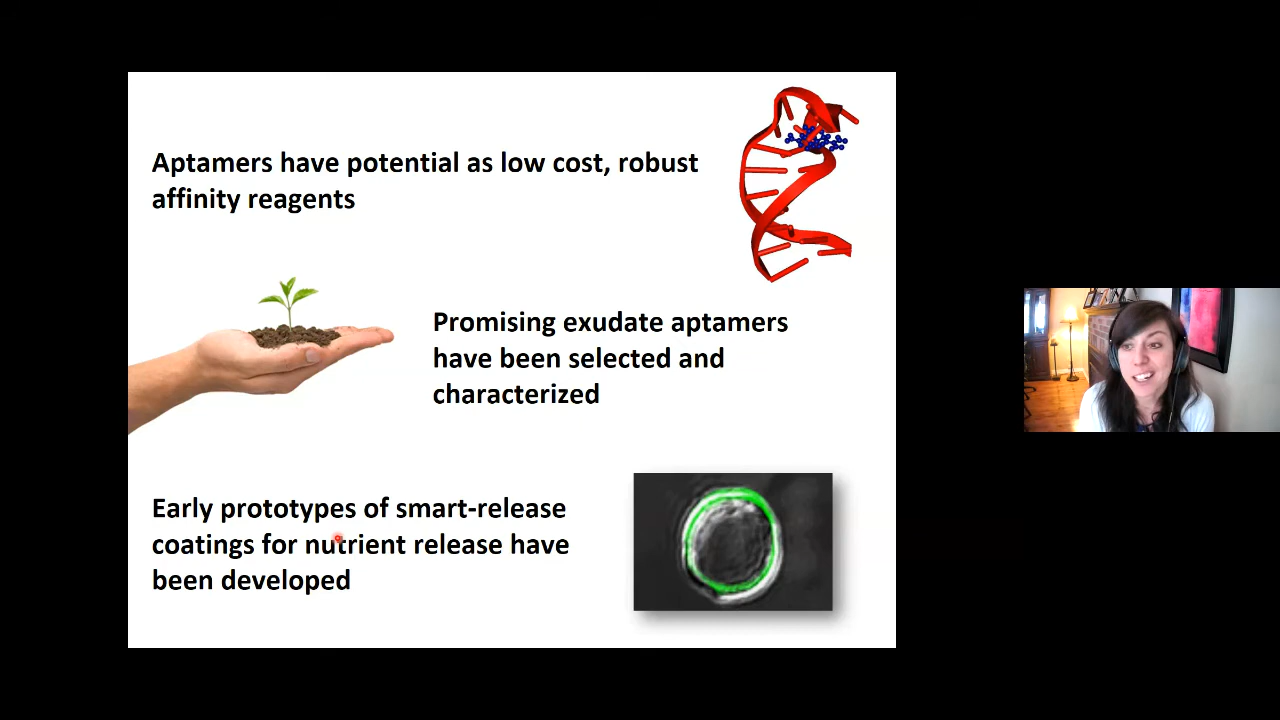 Aptamers have potential as low cost, robust
affinity reagents
Promising exudate aptamers
have been selected and
characterized
Early prototypes of smart-release
coatings for nutrient release have
been developed